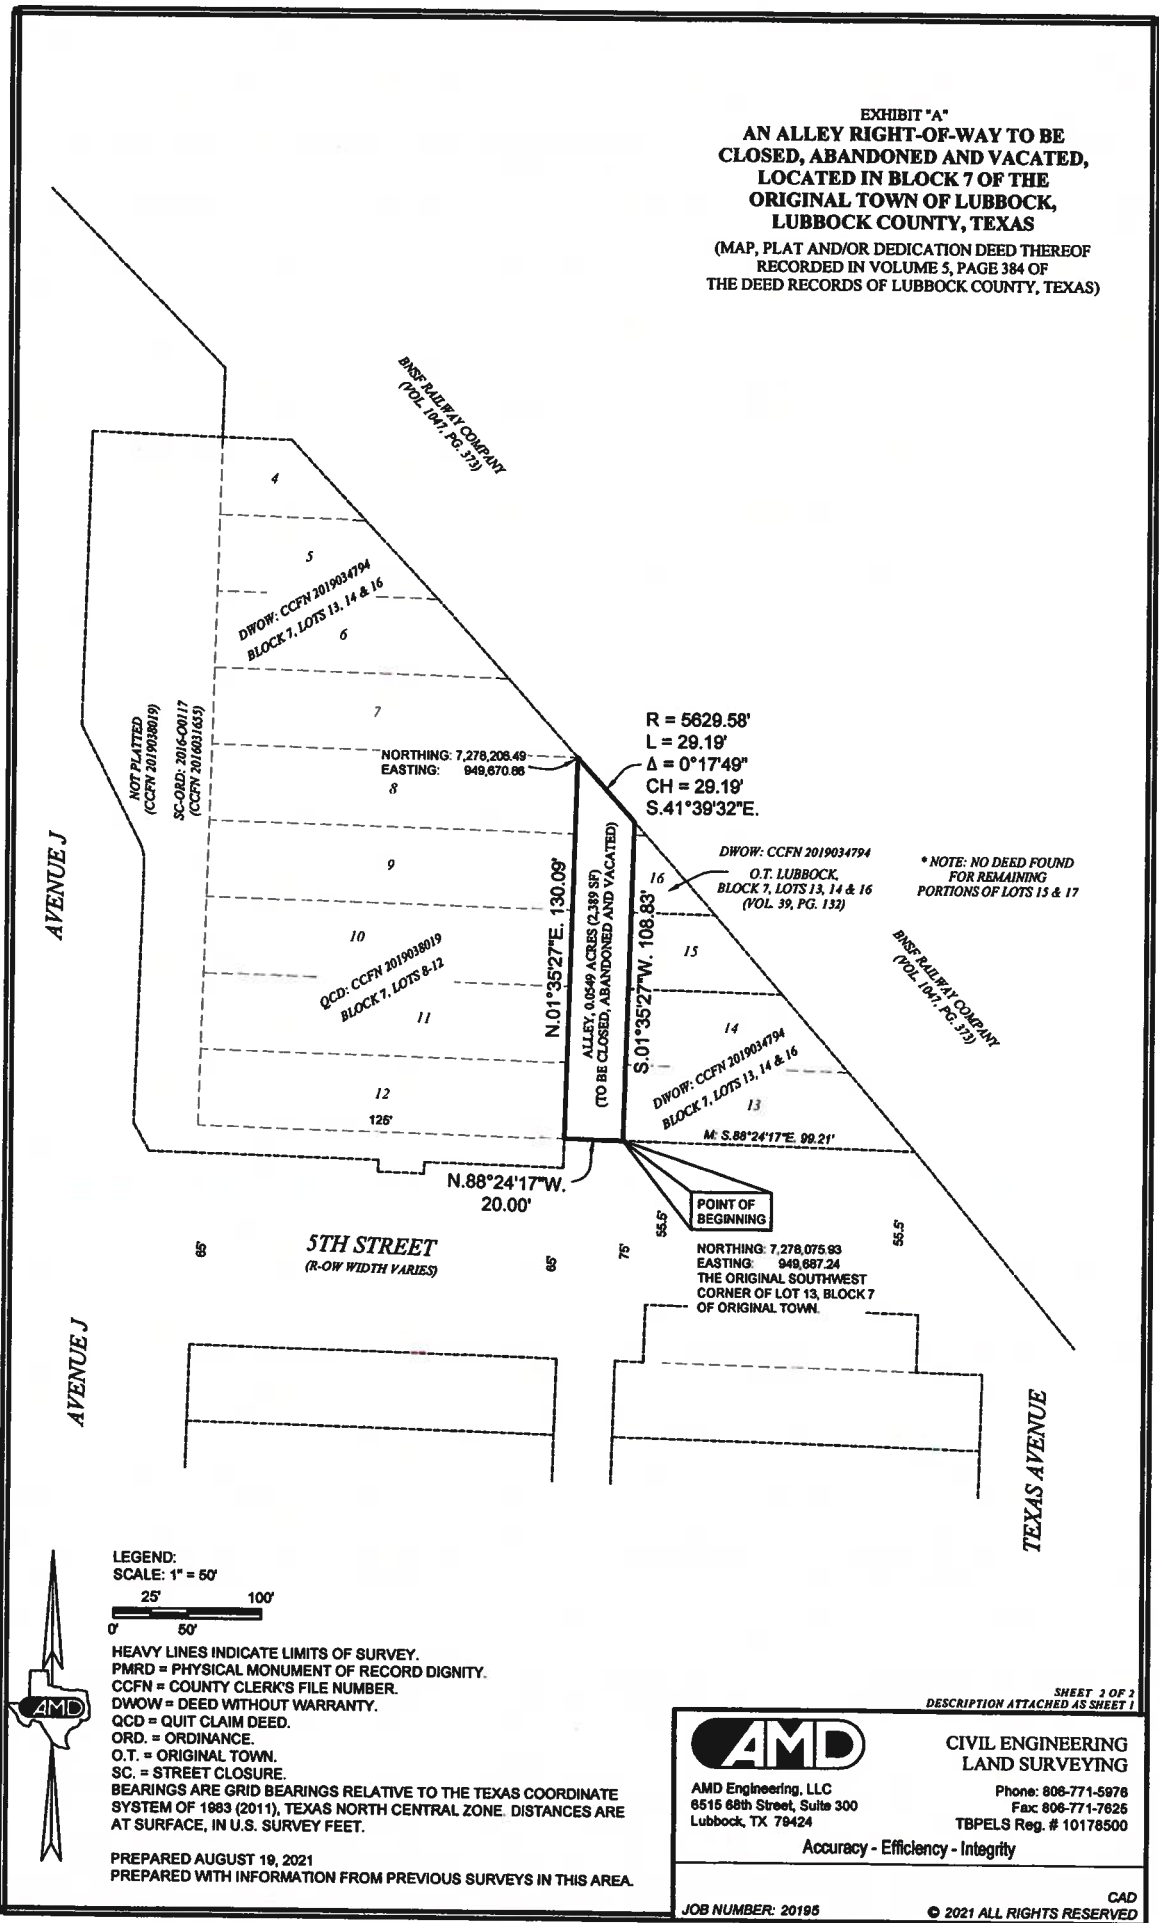 EXHIBIT "A"
AN ALLEY RIGHT-OF-WAY TO BE
CLOSED, ABANDONED AND VACATED,
LOCATED IN BLOCK 7 OF THE
ORIGINAL TOWN OF LUBBOCK,
LUBBOCK COUNTY, TEXAS
(MAP, PLAT AND/OR DEDICATION DEED THEREOF
RECORDED IN VOLUME 5, PAGE 384 OF
THE DEED RECORDS OF LUBBOCK COUNTY, TEXAS)
BNSF RAILWAY COMPANY
(VOL. 1047, PG. 373)
4
5
DWOW: CCFN 2019034794
BLOCK 7, LOTS 13, 14 & 16
6
7
NOT PLATTED
(CCFN 2019038019)
SC-ORD: 2016-O0117
(CCFN 2016031655)
NORTHING: 7,278,206.49
EASTING: 949,670.86
8
R = 5629.58'
L = 29.19'
Δ = 0°17'49"
CH = 29.19'
S.41°39'32"E.
AVENUE J
9
10
QCD: CCFN 2019038019
BLOCK 7, LOTS 8-12
11
12
125'
N.01°35'27"E. 130.09'
ALLEY, 0.0549 ACRES (2,389 SF)
(TO BE CLOSED, ABANDONED AND VACATED)
S.01°35'27"W. 108.83'
16
DWOW: CCFN 2019034794
O.T. LUBBOCK,
BLOCK 7, LOTS 13, 14 & 16
(VOL. 39, PG. 132)
* NOTE: NO DEED FOUND
FOR REMAINING
PORTIONS OF LOTS 15 & 17
15
BNSF RAILWAY COMPANY
(VOL. 1047, PG. 373)
14
DWOW: CCFN 2019034794
BLOCK 7, LOTS 13, 14 & 16
13
M: S.88°24'17"E. 99.21'
N.88°24'17"W.
20.00'
POINT OF
BEGINNING
65'
5TH STREET
(R-OW WIDTH VARIES)
65'
75'
55.5'
55.5'
NORTHING: 7,278,075.93
EASTING: 949,687.24
THE ORIGINAL SOUTHWEST
CORNER OF LOT 13, BLOCK 7
OF ORIGINAL TOWN.
AVENUE J
TEXAS AVENUE
LEGEND:
SCALE: 1" = 50'
25' 100'
0' 50'
HEAVY LINES INDICATE LIMITS OF SURVEY.
PMRD = PHYSICAL MONUMENT OF RECORD DIGNITY.
CCFN = COUNTY CLERK'S FILE NUMBER.
DWOW = DEED WITHOUT WARRANTY.
QCD = QUIT CLAIM DEED.
ORD. = ORDINANCE.
O.T. = ORIGINAL TOWN.
SC. = STREET CLOSURE.
BEARINGS ARE GRID BEARINGS RELATIVE TO THE TEXAS COORDINATE
SYSTEM OF 1983 (2011), TEXAS NORTH CENTRAL ZONE. DISTANCES ARE
AT SURFACE, IN U.S. SURVEY FEET.
PREPARED AUGUST 19, 2021
PREPARED WITH INFORMATION FROM PREVIOUS SURVEYS IN THIS AREA.
AMD
SHEET 2 OF 2
DESCRIPTION ATTACHED AS SHEET 1
AMD
CIVIL ENGINEERING
LAND SURVEYING
AMD Engineering, LLC
6515 68th Street, Suite 300
Lubbock, TX 79424
Phone: 806-771-5976
Fax: 806-771-7625
TBPELS Reg. # 10178500
Accuracy - Efficiency - Integrity
JOB NUMBER: 20195
CAD
© 2021 ALL RIGHTS RESERVED